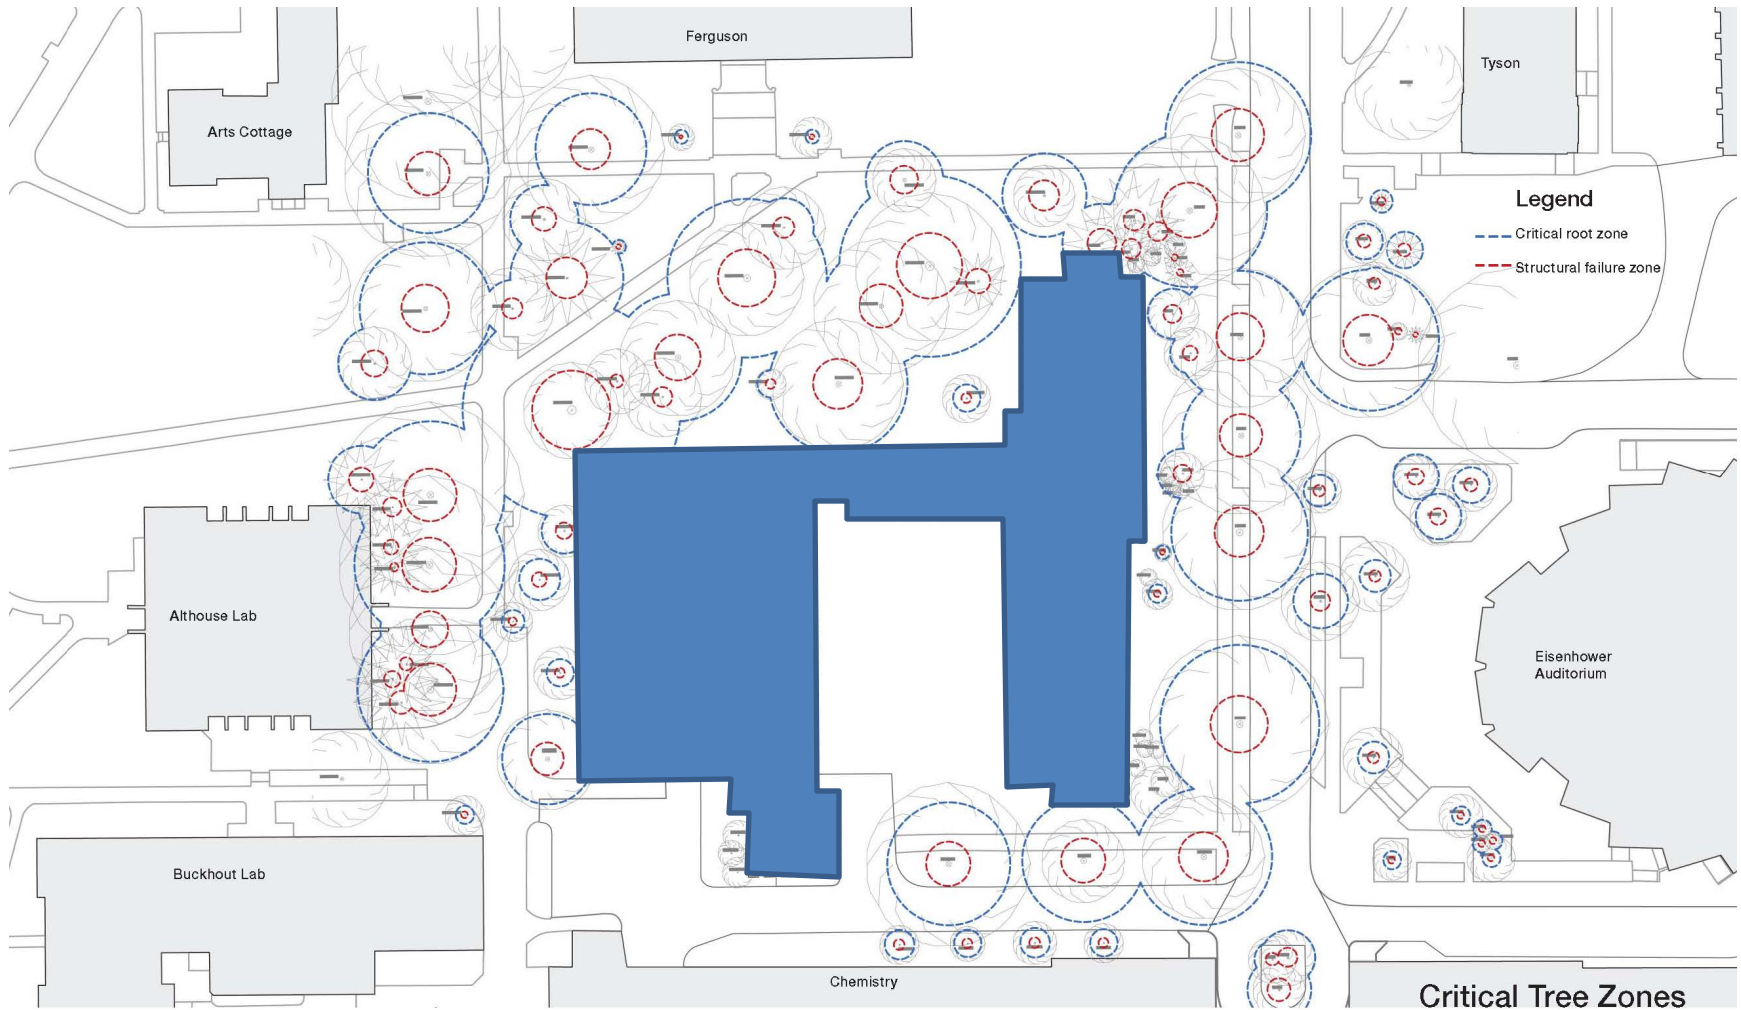 Ferguson
Tyson
Arts Cottage
Legend
Critical root zone
Structural failure zone
Althouse Lab
Eisenhower
Auditorium
Buckhout Lab
Chemistry
Critical Tree Zones